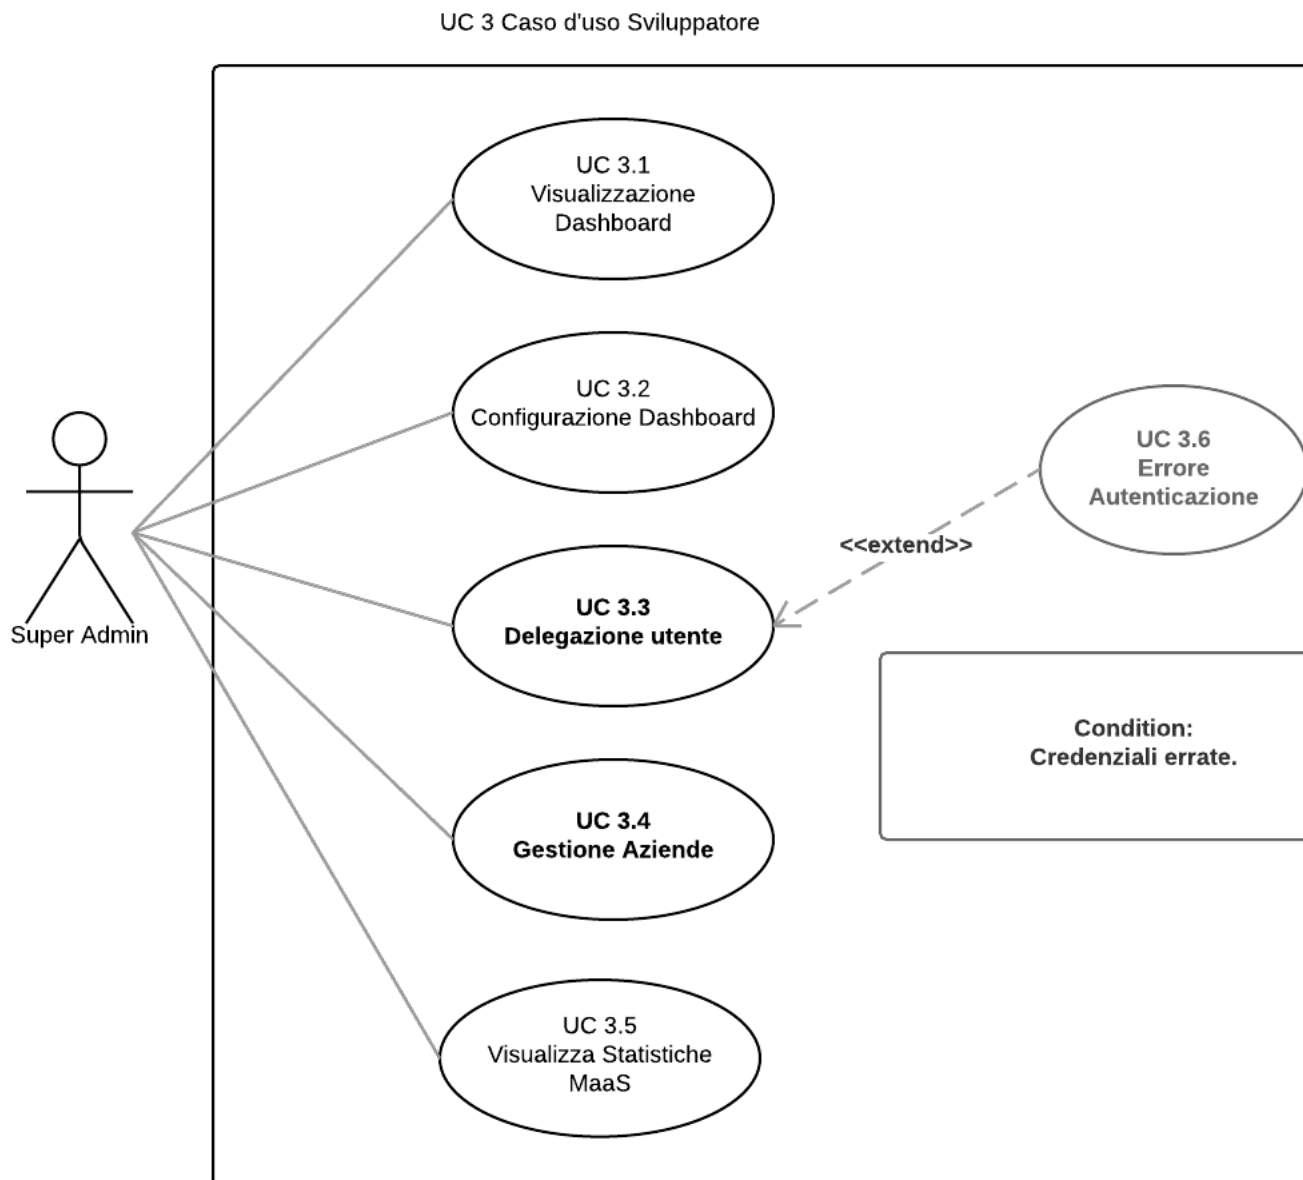 UC 3 Caso d'uso Sviluppatore
UC 3.1
Visualizzazione
Dashboard
UC 3.2
Configurazione Dashboard
UC 3.6
Errore
Autenticazione
<<extend>>
UC 3.3
Delegazione utente
Super Admin
Condition:
Credenziali errate.
UC 3.4
Gestione Aziende
UC 3.5
Visualizza Statistiche
MaaS